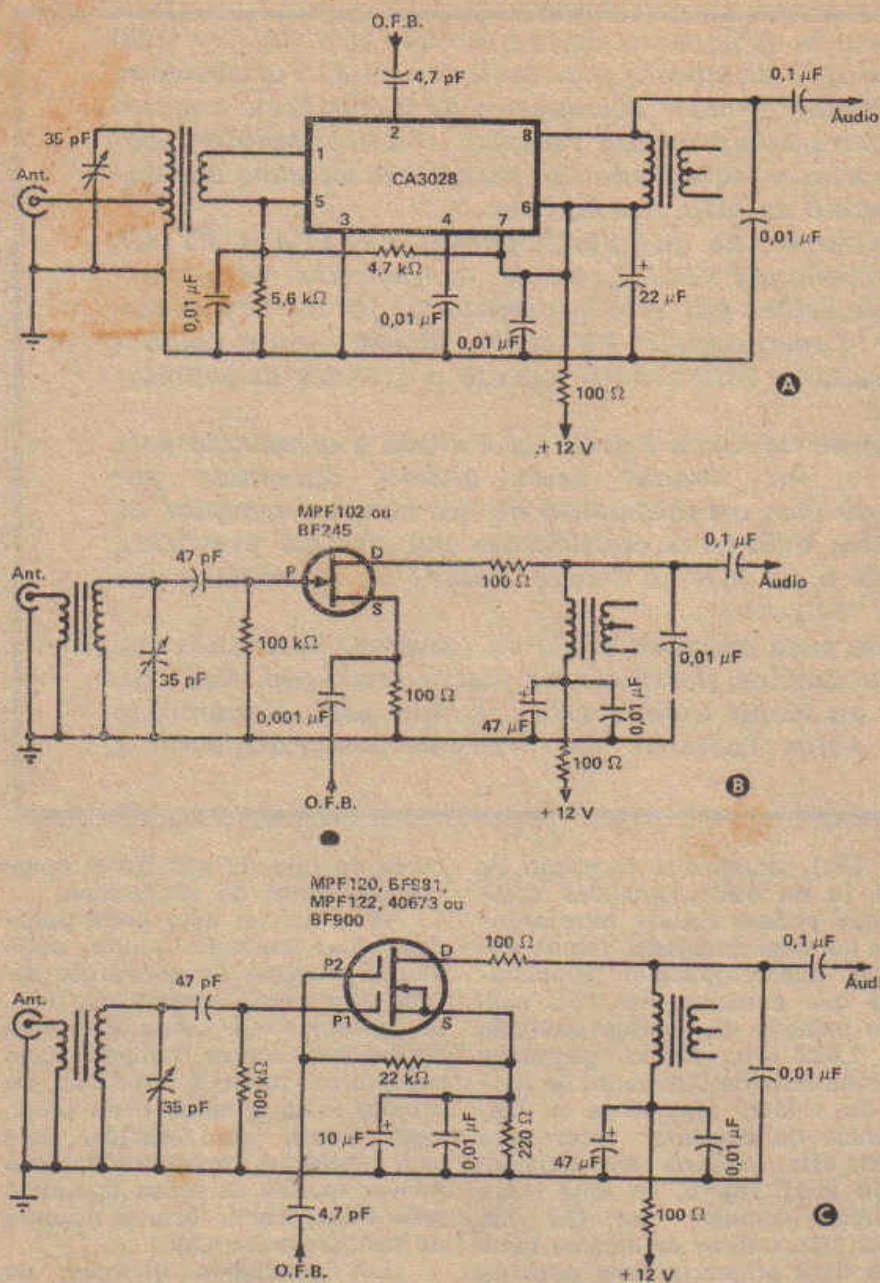 O.F.B.
4,7 pF
0,1 µF
Áudio
35 pF
Ant.
2
1
8
CA3028
5
6
3
4
7
4,7 kΩ
0,01 µF
5,6 kΩ
0,01 µF
0,01 µF
22 µF
0,01 µF
100 Ω
A
+ 12 V
MPF102 ou
BF245
47 pF
Ant.
P
D
S
100 Ω
0,1 µF
Áudio
100 kΩ
35 pF
0,001 µF
100 Ω
47 µF
0,01 µF
0,01 µF
100 Ω
O.F.B.
+ 12 V
B
MPF120, BF981,
MPF122, 40673 ou
BF900
47 pF
Ant.
P2
P1
D
S
100 Ω
0,1 µF
Áud
35 pF
100 kΩ
22 kΩ
10 µF
0,01 µF
220 Ω
47 µF
0,01 µF
0,01 µF
4,7 pF
100 Ω
C
O.F.B.
+ 12 V